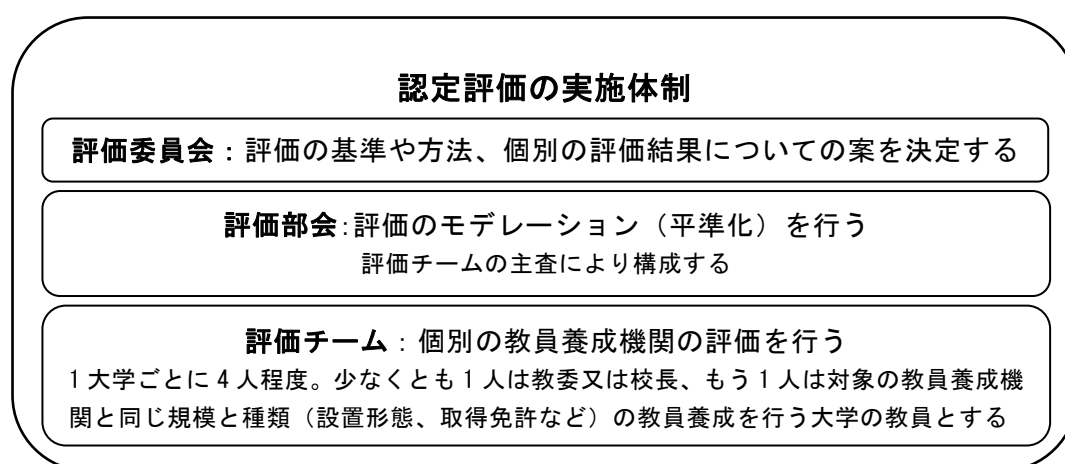 認定評価の実施体制
評価委員会：評価の基準や方法、個別の評価結果についての案を決定する
評価部会：評価のモデレーション（平準化）を行う
評価チームの主査により構成する
評価チーム：個別の教員養成機関の評価を行う
1大学ごとに4人程度。少なくとも1人は教委又は校長、もう1人は対象の教員養成機
関と同じ規模と種類（設置形態、取得免許など）の教員養成を行う大学の教員とする